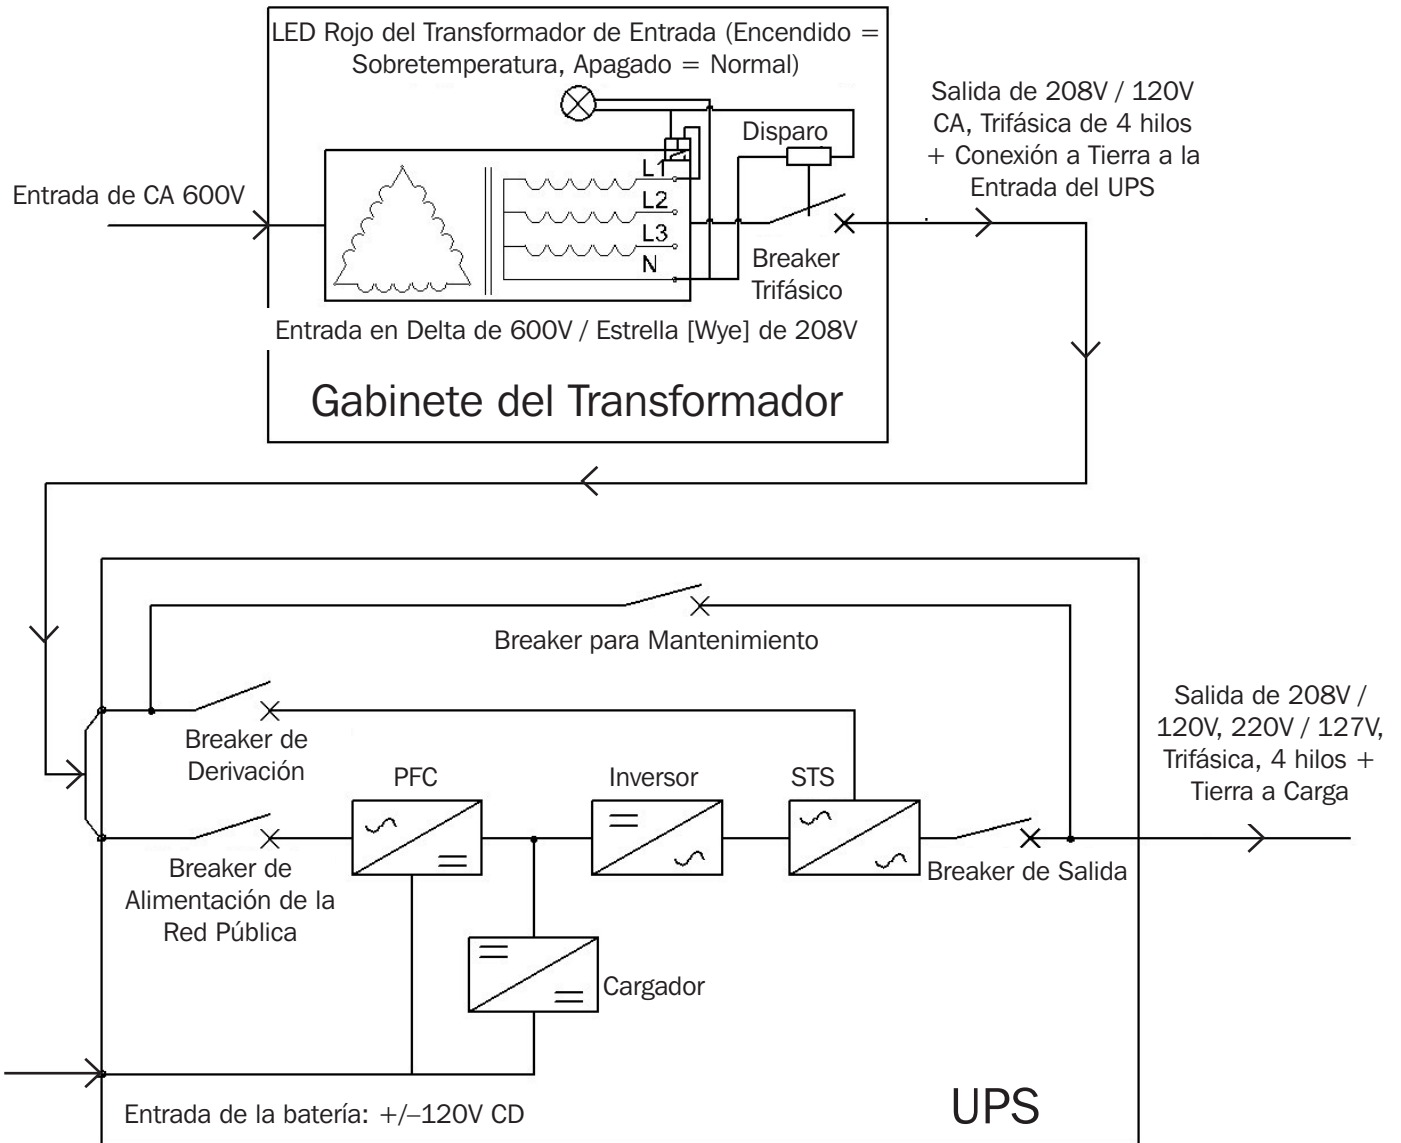 LED Rojo del Transformador de Entrada (Encendido =
Sobretemperatura, Apagado = Normal)
Disparo
L1
L2
L3
N
Breaker
Trifásico
Entrada de CA 600V
Entrada en Delta de 600V / Estrella [Wye] de 208V
Gabinete del Transformador
Salida de 208V / 120V
CA, Trifásica de 4 hilos
+ Conexión a Tierra a la
Entrada del UPS
Breaker para Mantenimiento
Breaker de
Derivación
PFC
Inversor
STS
Breaker de
Alimentación de la
Red Pública
Breaker de Salida
Cargador
Salida de 208V /
120V, 220V / 127V,
Trifásica, 4 hilos +
Tierra a Carga
Entrada de la batería: +/–120V CD
UPS